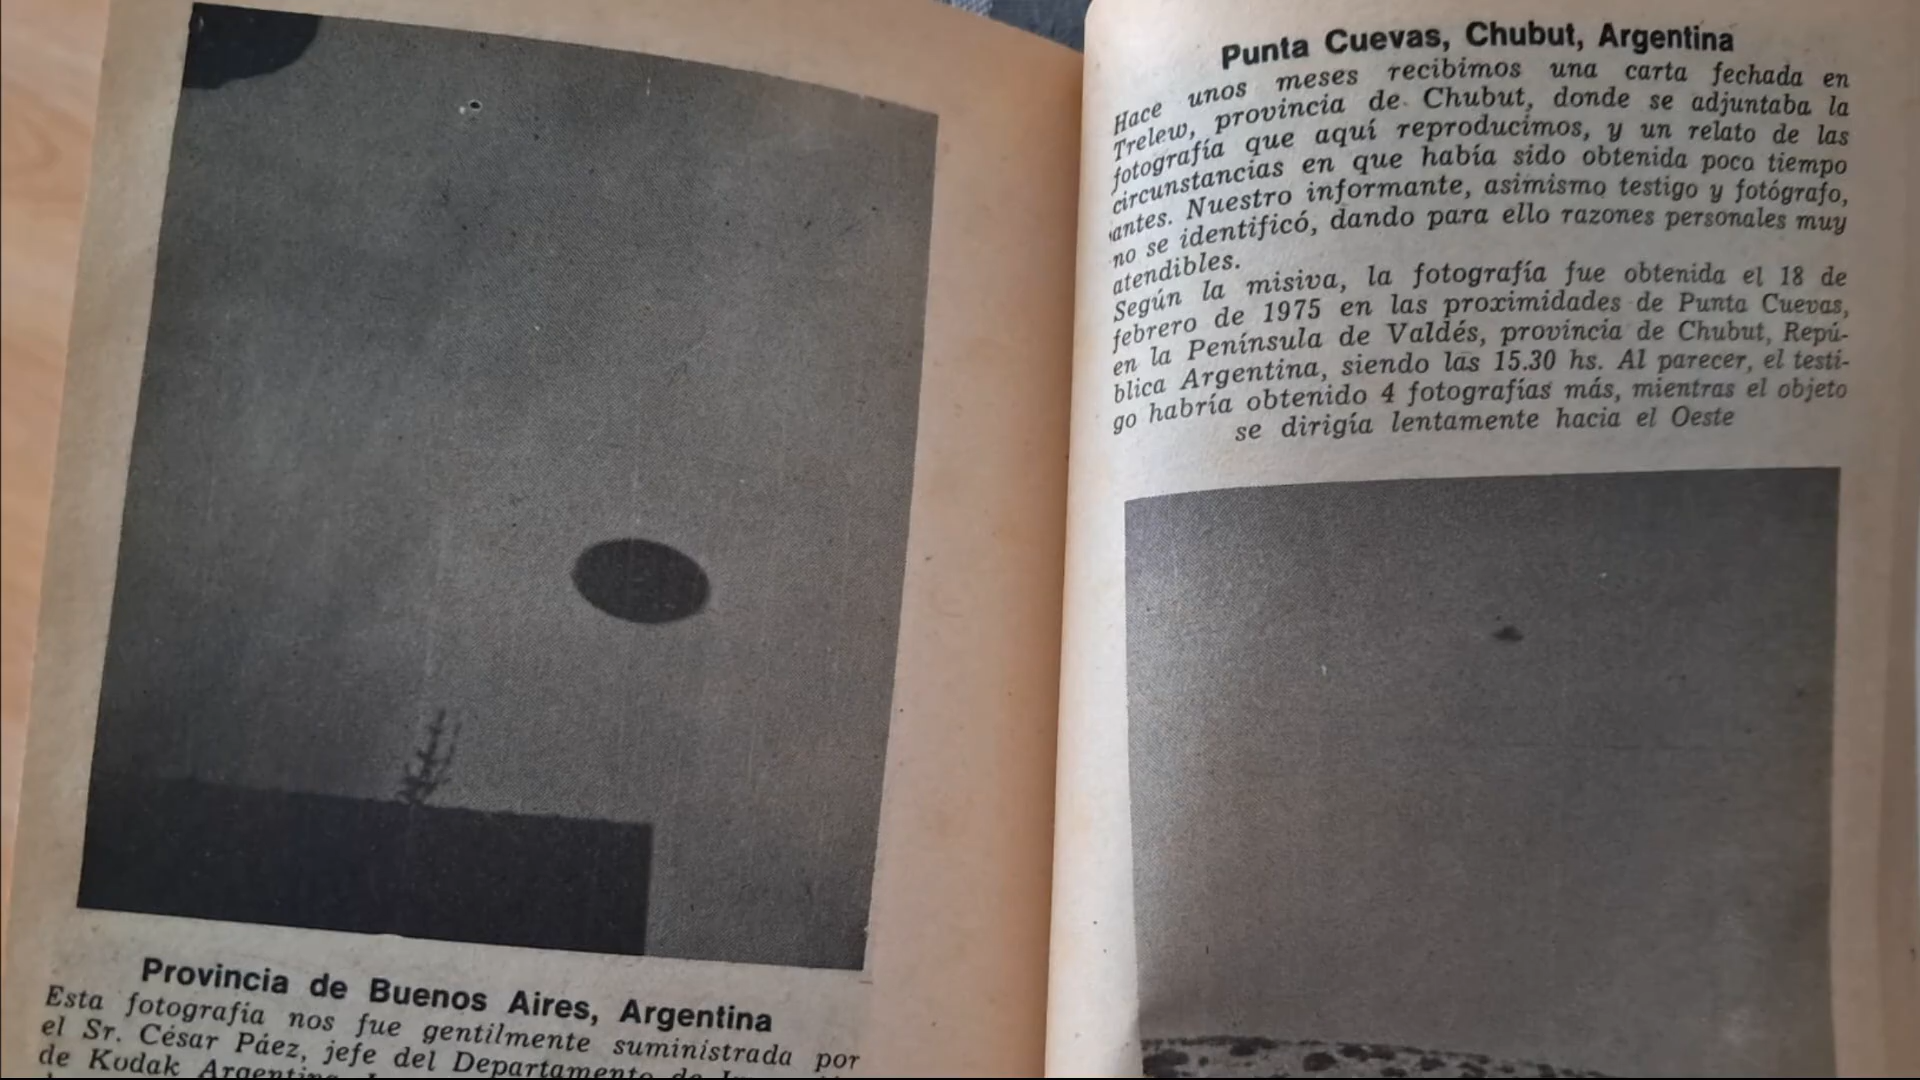 Provincia de Buenos Aires, Argentina
Esta fotografía nos fue gentilmente suministrada por
el Sr. César Páez, jefe del Departamento de
de Kodak Argentina
Punta Cuevas, Chubut, Argentina
Hace unos meses recibimos una carta fechada en
Trelew, provincia de Chubut, donde se adjuntaba la
fotografía que aquí reproducimos, y un relato de las
circunstancias en que había sido obtenida poco tiempo
antes. Nuestro informante, asimismo testigo y fotógrafo,
no se identificó, dando para ello razones personales muy
atendibles.
Según la misiva, la fotografía fue obtenida el 18 de
febrero de 1975 en las proximidades de Punta Cuevas,
en la Península de Valdés, provincia de Chubut, Repú-
blica Argentina, siendo las 15.30 hs. Al parecer, el testi-
go habría obtenido 4 fotografías más, mientras el objeto
se dirigía lentamente hacia el Oeste